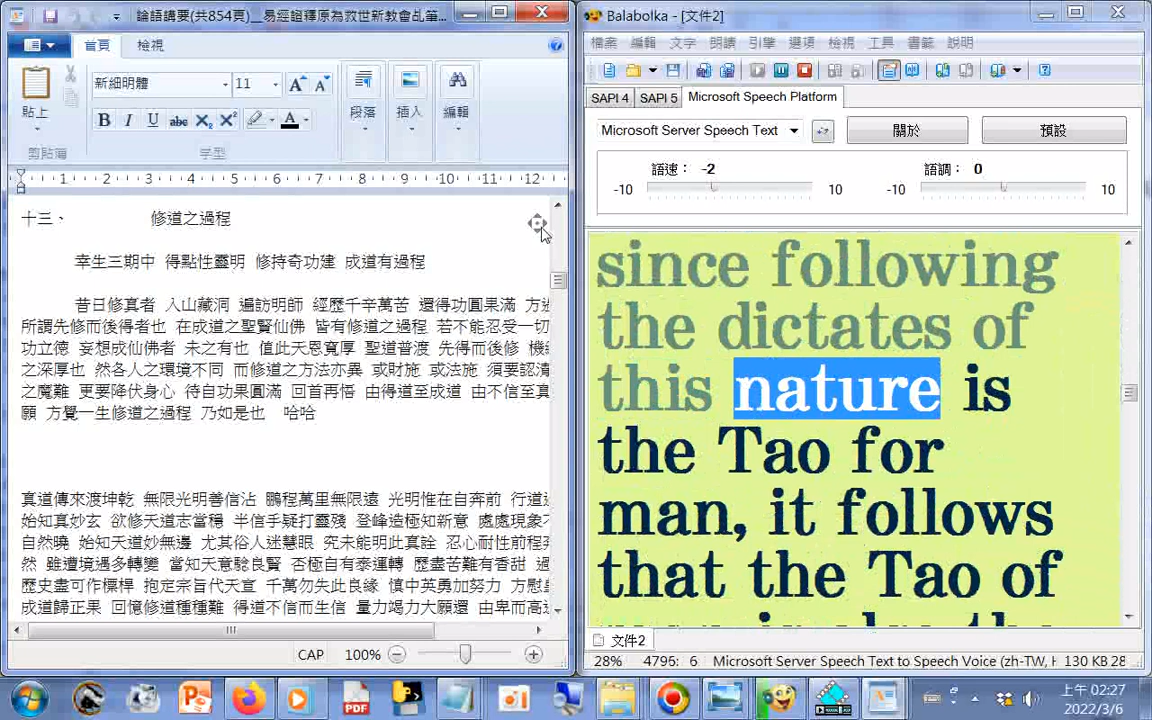 論語講要(共854頁)__易經證釋原為救世新教會乩筆...
首頁 檢視
新細明體 11
貼上
段落 插入 編輯
剪貼簿 字型
1 2 3 4 5 6 7 8 9 10 11 12
十三、 修道之過程
幸生三期中 得點性靈明 修持奇功建 成道有過程
昔日修真者 入山藏洞 遍訪明師 經歷千辛萬苦 還得功圓果滿 方
所謂先修而後得者也 在成道之聖賢仙佛 皆有修道之過程 若不能忍受一切
功立德 妄想成仙佛者 未之有也 值此天恩寬厚 聖道普渡 先得而後修 機
之深厚也 然各人之環境不同 而修道之方法亦異 或財施 或法施 須要認清
之魔難 更要降伏身心 待自功果圓滿 回首再悟 由得道至成道 由不信至真
願 方覺一生修道之過程 乃如是也 哈哈
真道傳來渡坤乾 無限光明善信沾 鵬程萬里無限遠 光明惟在自奔前 行道
始知真妙玄 欲修天道志當穩 半信半疑打靈殘 登峰造極知新意 處處現象
自然曉 始知天道妙無邊 尤其俗人迷慧眼 究未能明此真詮 忍心耐性前程
然 雖遭境遇多轉變 當知天意驗良賢 否極自有泰運轉 歷盡苦難有香甜 過
歷史盡可作標桿 抱定宗旨代天宣 千萬勿失此良緣 慎中英勇加努力 方慰
成道歸正果 回憶修道種種難 得道不信而生信 量力竭力大願還 由卑而高
CAP 100%
Balabolka - [文件2]
檔案 編輯 文字 朗讀 引擎 選項 檢視 工具 書籤 說明
SAPI 4 SAPI 5 Microsoft Speech Platform
Microsoft Server Speech Text 關於 預設
語速： -2 語調： 0
-10 10 -10 10
since following
the dictates of
this nature is
the Tao for
man, it follows
that the Tao of
文件2
28% 4796: 6 Microsoft Server Speech Text to Speech Voice (zh-TW, H 130 KB 28
上午 02:27
2022/3/6